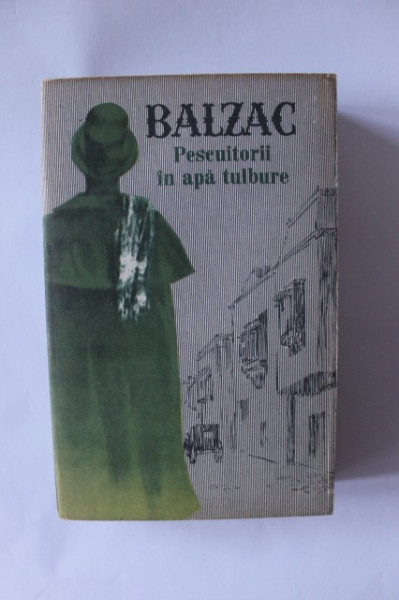 BALZAC
Pescuitorii
în apă tulbure